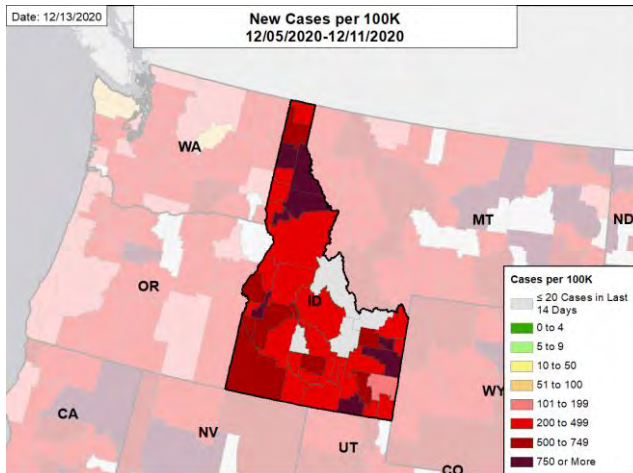 Date: 12/13/2020
New Cases per 100K
12/05/2020-12/11/2020
WA
MT
ND
OR
ID
WY
CA
NV
UT
CO
Cases per 100K
≤ 20 Cases in Last
14 Days
0 to 4
5 to 9
10 to 50
51 to 100
101 to 199
200 to 499
500 to 749
750 or More